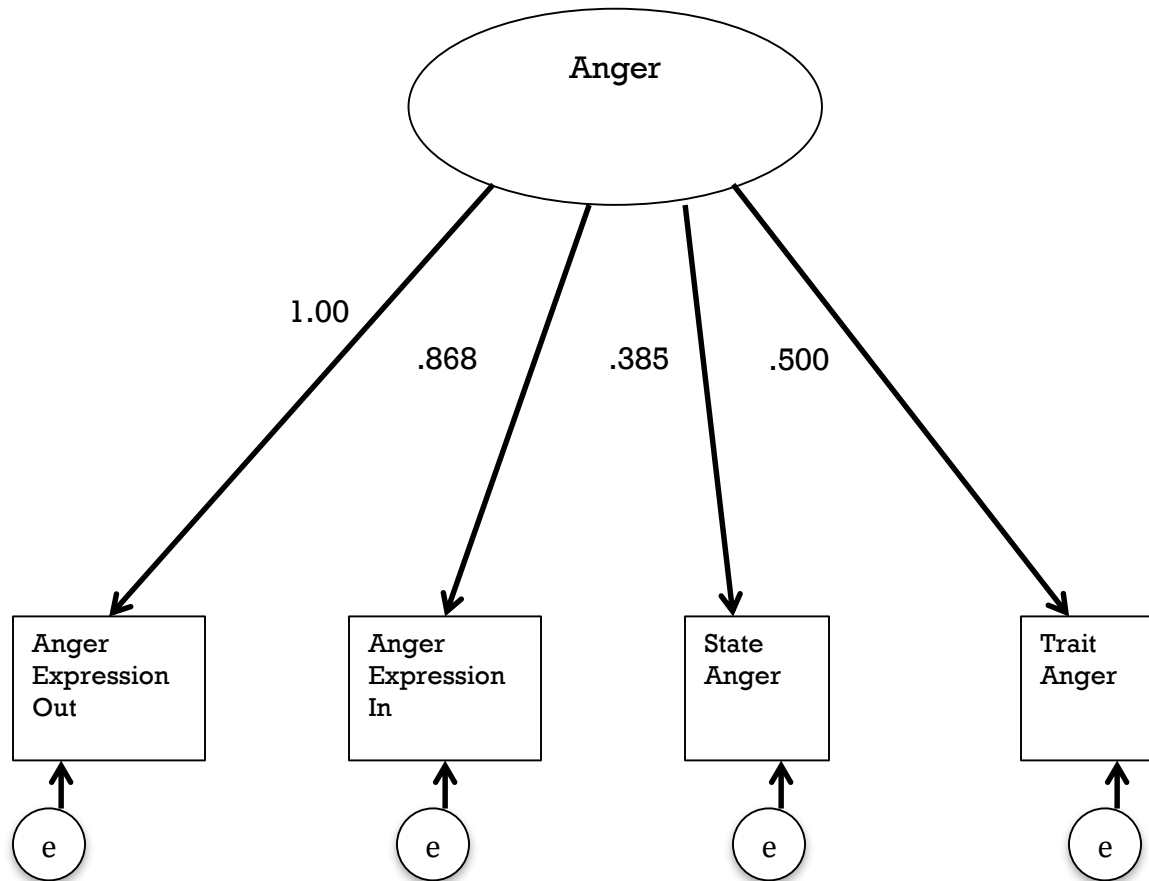 Anger
1.00
.868
.385
.500
Anger
Expression
Out
Anger
Expression
In
State
Anger
Trait
Anger
e
e
e
e